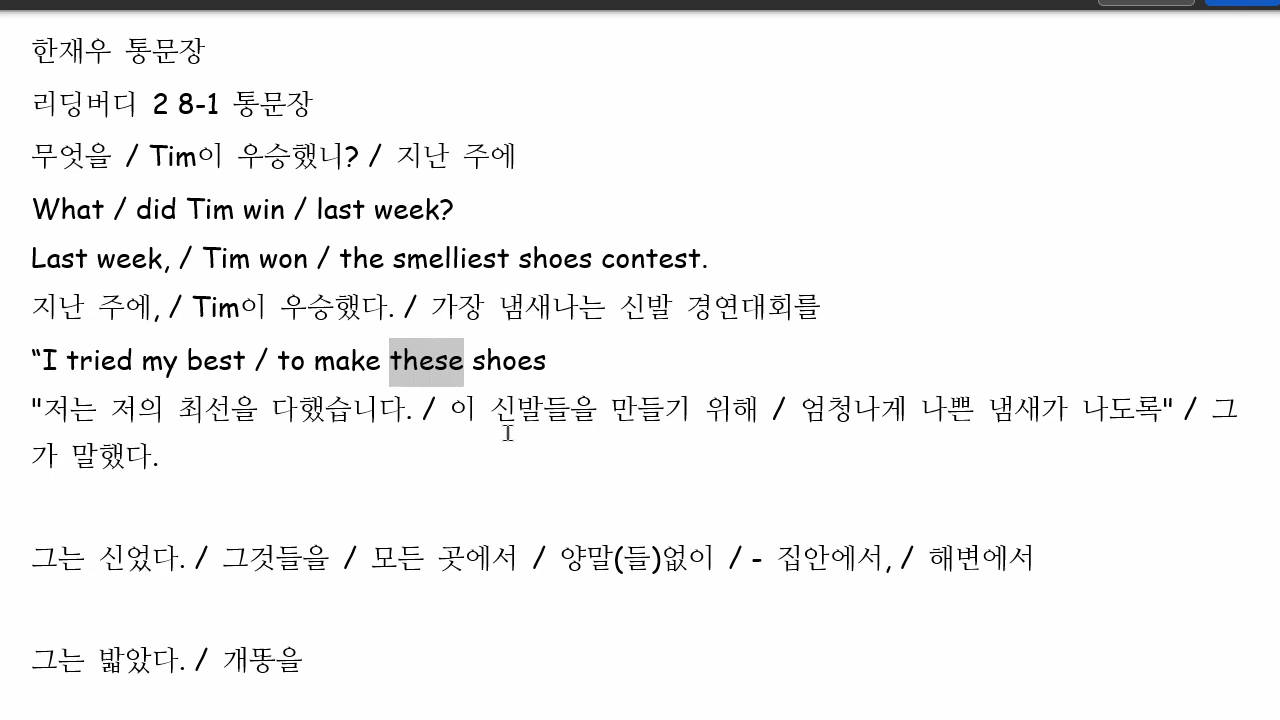 한재우 통문장
리딩버디 2 8-1 통문장
무엇을 / Tim이 우승했니? / 지난 주에
What / did Tim win / last week?
Last week, / Tim won / the smelliest shoes contest.
지난 주에, / Tim이 우승했다. / 가장 냄새나는 신발 경연대회를
“I tried my best / to make these shoes
"저는 저의 최선을 다했습니다. / 이 신발들을 만들기 위해 / 엄청나게 나쁜 냄새가 나도록" / 그
가 말했다.
그는 신었다. / 그것들을 / 모든 곳에서 / 양말(들)없이 / - 집안에서, / 해변에서
그는 밟았다. / 개똥을